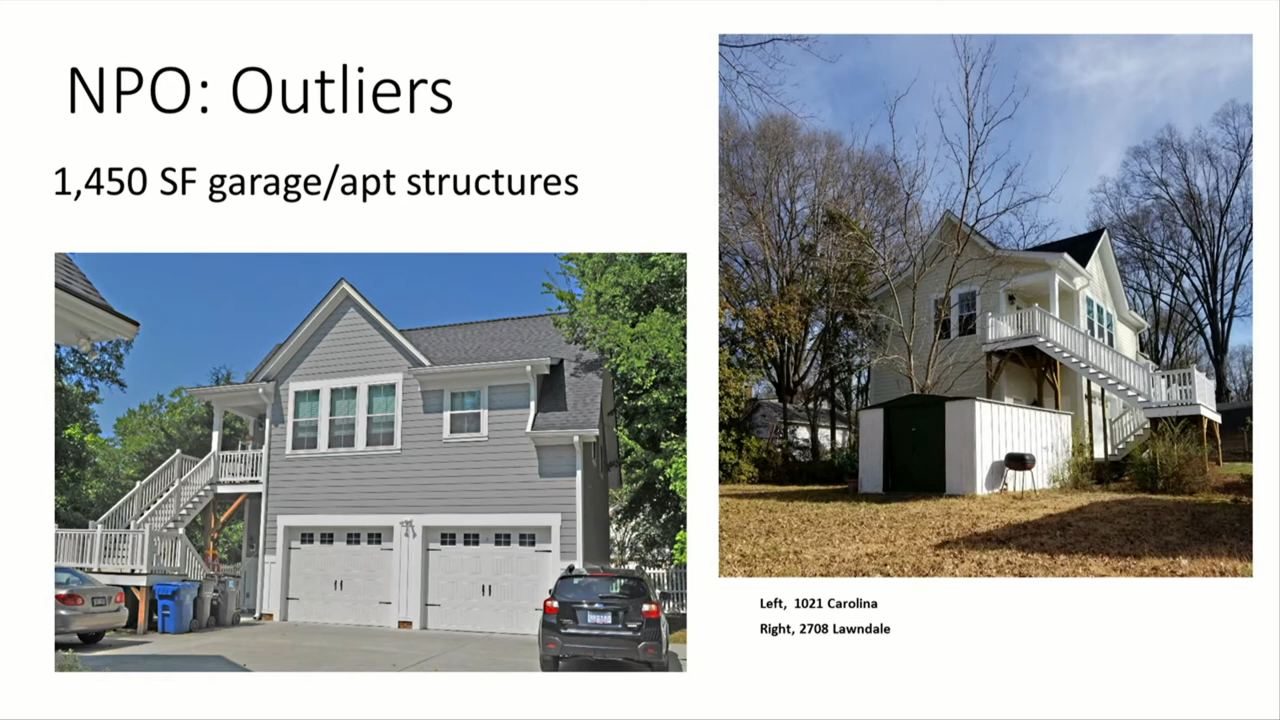 NPO: Outliers
1,450 SF garage/apt structures
Left, 1021 Carolina
Right, 2708 Lawndale